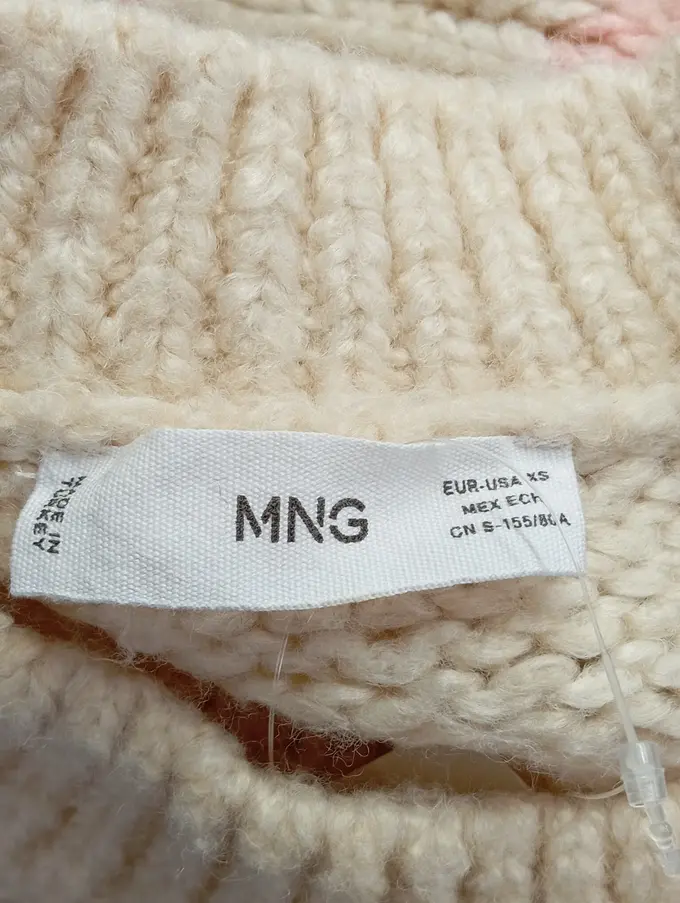 MADE IN
TURKEY
MNG
EUR-USA XS
MEX ECH
CN S-155/80A